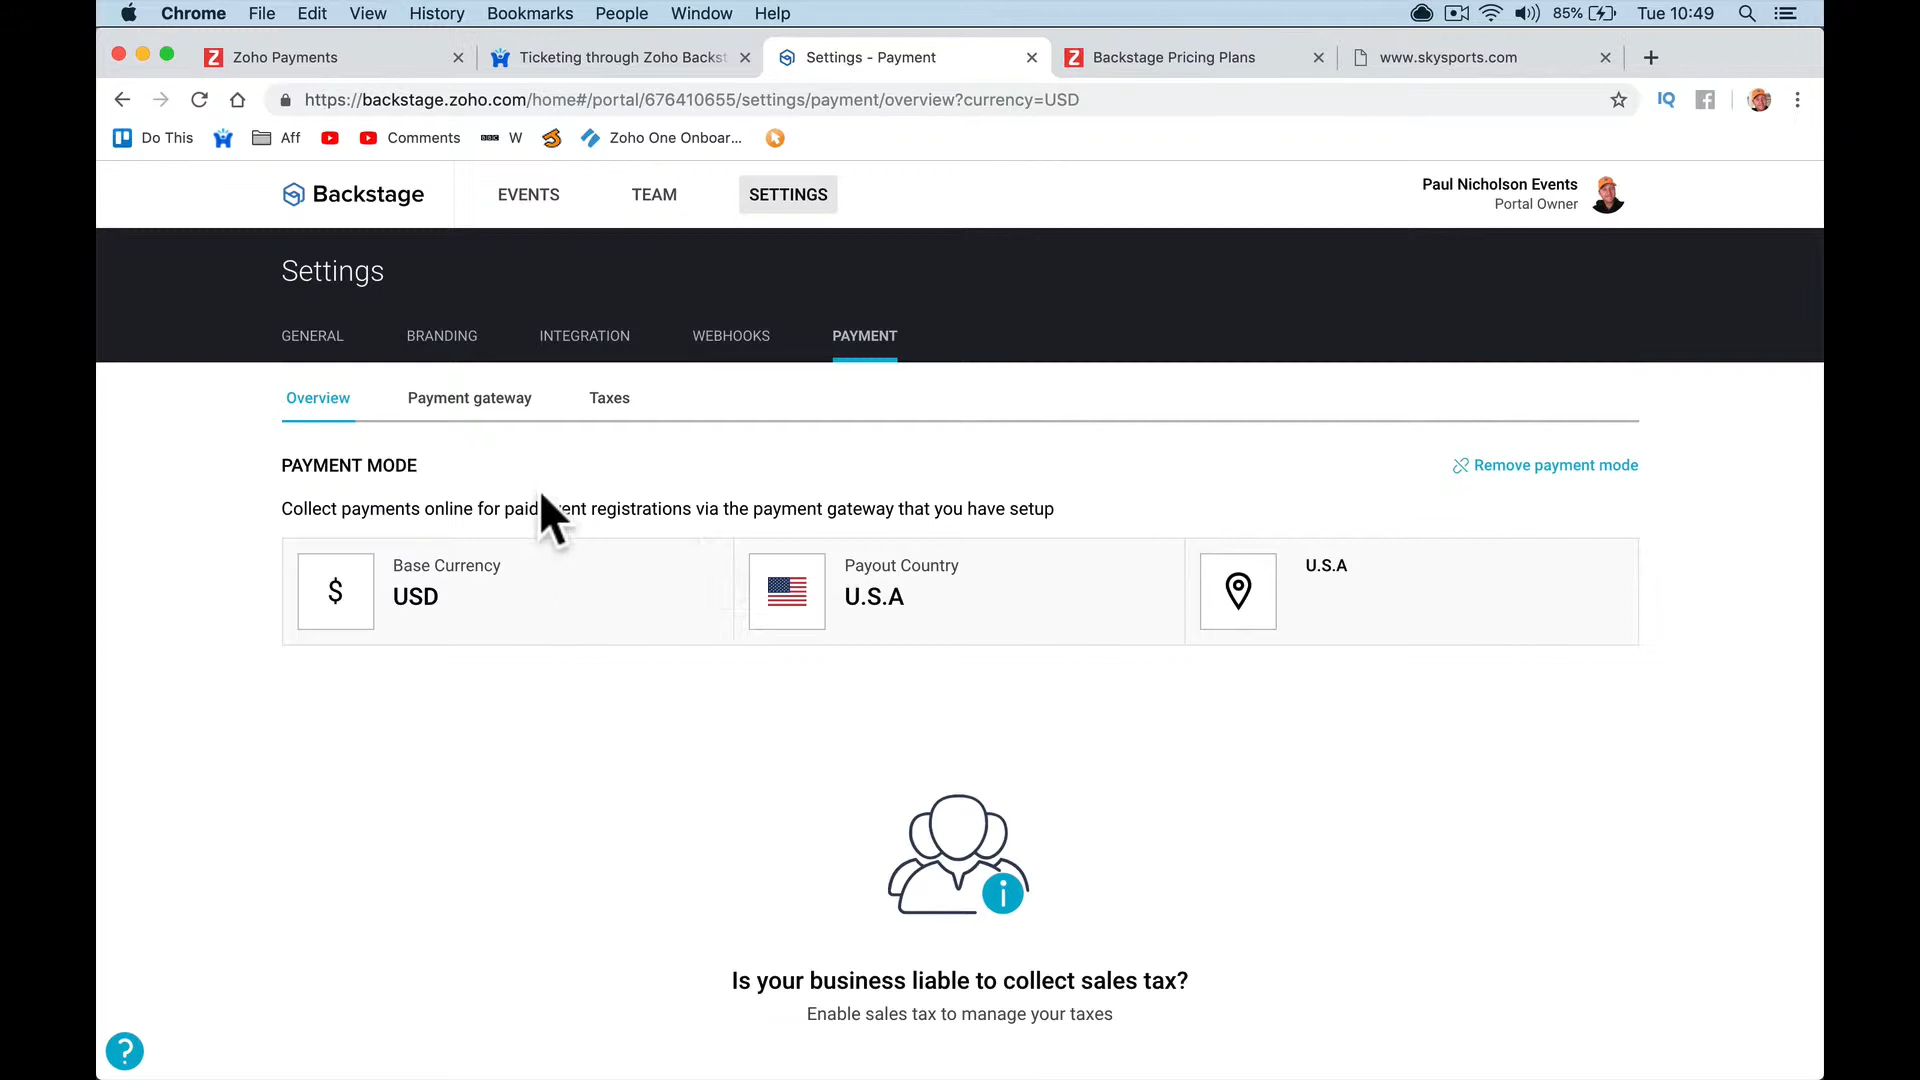 Chrome File Edit View History Bookmarks People Window Help 85% Tue 10:49
Zoho Payments Ticketing through Zoho Backst Settings - Payment Backstage Pricing Plans www.skysports.com
https://backstage.zoho.com/home#/portal/676410655/settings/payment/overview?currency=USD IQ
Do This Aff Comments BBC W Zoho One Onboar...
Backstage EVENTS TEAM SETTINGS
Paul Nicholson Events
Portal Owner
Settings
GENERAL BRANDING INTEGRATION WEBHOOKS PAYMENT
Overview Payment gateway Taxes
PAYMENT MODE Remove payment mode
Collect payments online for paid ent registrations via the payment gateway that you have setup
$ Base Currency
USD
Payout Country
U.S.A
U.S.A
i
Is your business liable to collect sales tax?
Enable sales tax to manage your taxes
?